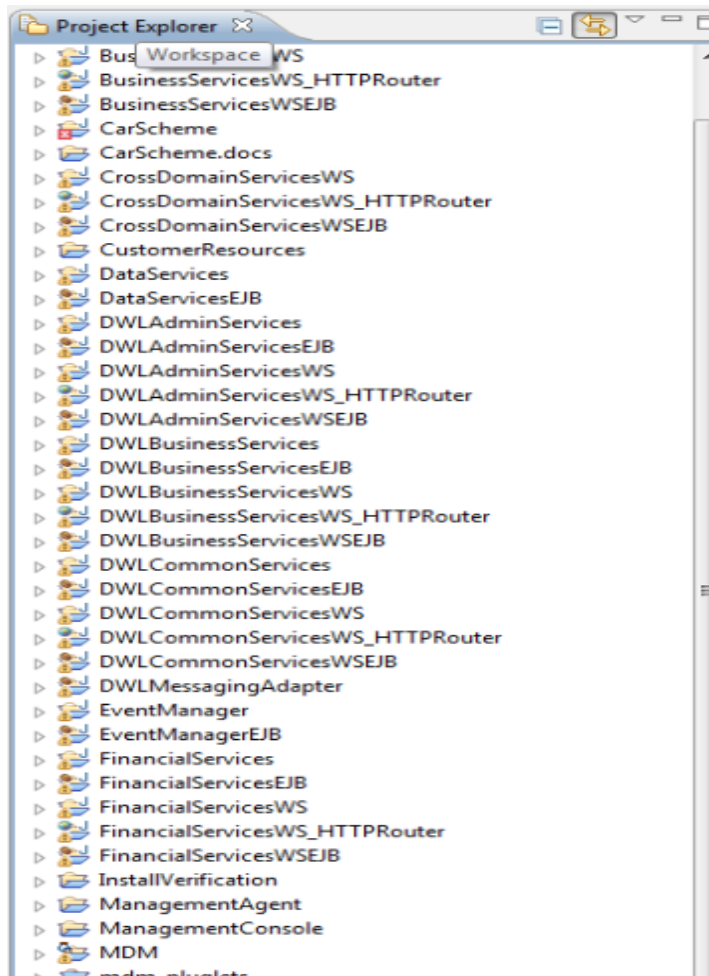 Project Explorer
Bus WS
Workspace
BusinessServicesWS_HTTPRouter
BusinessServicesWSEJB
CarScheme
CarScheme.docs
CrossDomainServicesWS
CrossDomainServicesWS_HTTPRouter
CrossDomainServicesWSEJB
CustomerResources
DataServices
DataServicesEJB
DWLAdminServices
DWLAdminServicesEJB
DWLAdminServicesWS
DWLAdminServicesWS_HTTPRouter
DWLAdminServicesWSEJB
DWLBusinessServices
DWLBusinessServicesEJB
DWLBusinessServicesWS
DWLBusinessServicesWS_HTTPRouter
DWLBusinessServicesWSEJB
DWLCommonServices
DWLCommonServicesEJB
DWLCommonServicesWS
DWLCommonServicesWS_HTTPRouter
DWLCommonServicesWSEJB
DWLMessagingAdapter
EventManager
EventManagerEJB
FinancialServices
FinancialServicesEJB
FinancialServicesWS
FinancialServicesWS_HTTPRouter
FinancialServicesWSEJB
InstallVerification
ManagementAgent
ManagementConsole
MDM